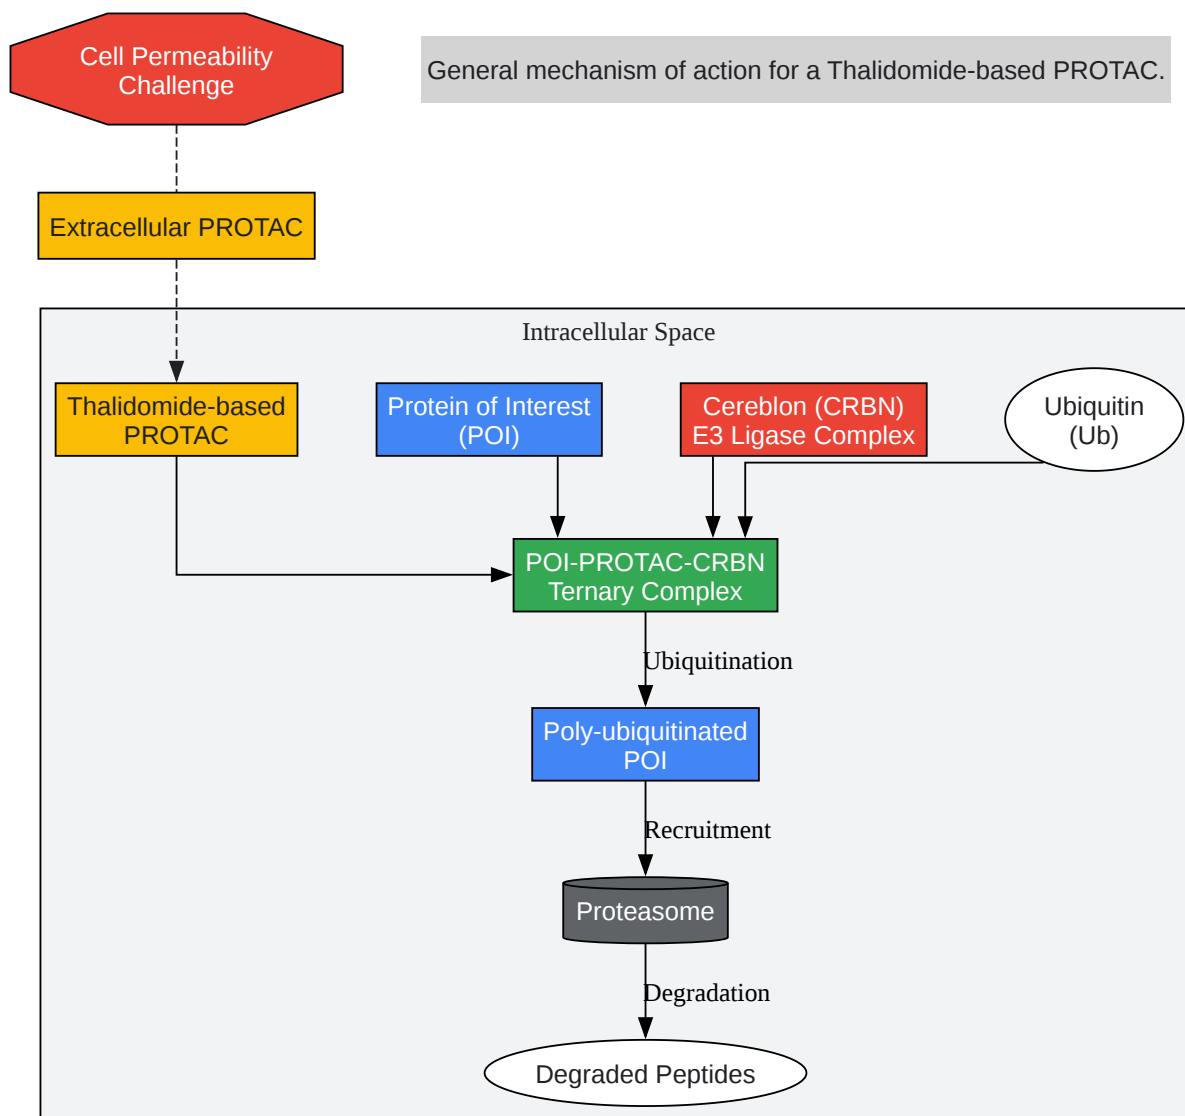 Cell Permeability
Challenge
General mechanism of action for a Thalidomide-based PROTAC.
Extracellular PROTAC
Intracellular Space
Thalidomide-based
PROTAC
Protein of Interest
(POI)
Cereblon (CRBN)
E3 Ligase Complex
Ubiquitin
(Ub)
POI-PROTAC-CRBN
Ternary Complex
Ubiquitination
Poly-ubiquitinated
POI
Recruitment
Proteasome
Degradation
Degraded Peptides